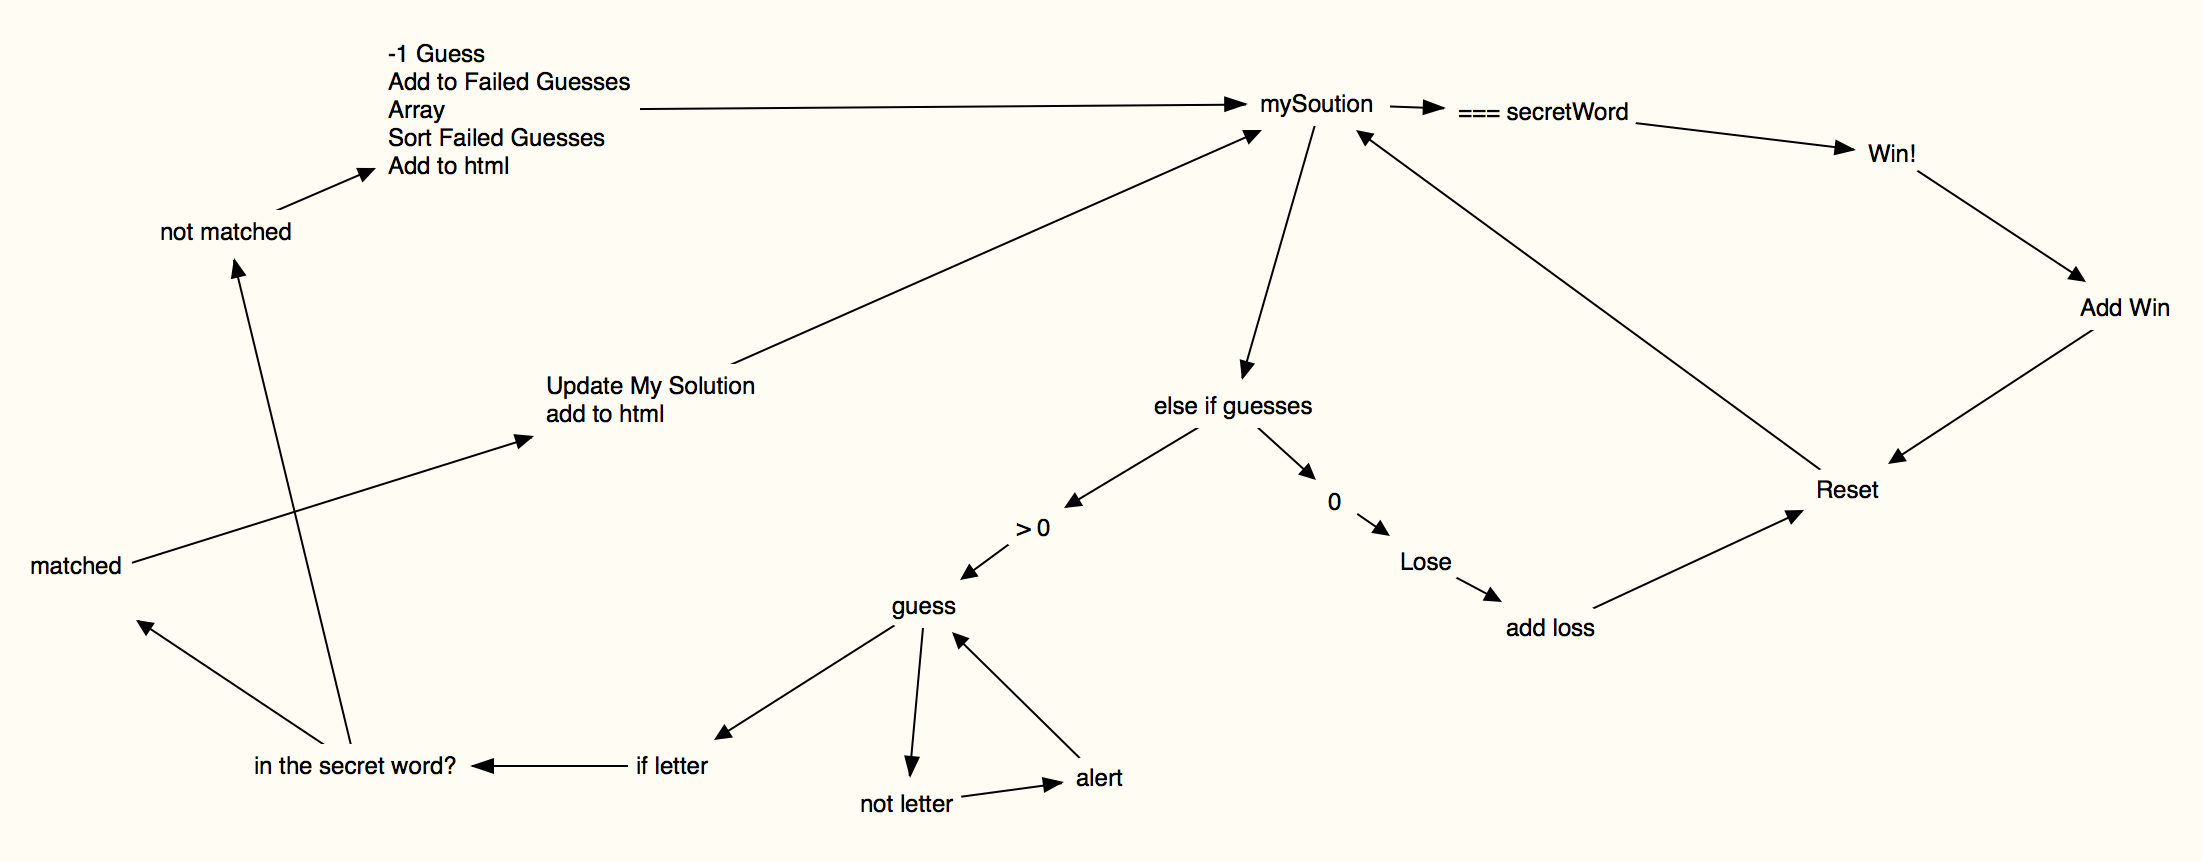 -1 Guess
Add to Failed Guesses
Array
Sort Failed Guesses
Add to html
mySoution
=== secretWord
Win!
not matched
Add Win
Update My Solution
add to html
else if guesses
Reset
0
> 0
matched
Lose
guess
add loss
in the secret word?
if letter
alert
not letter